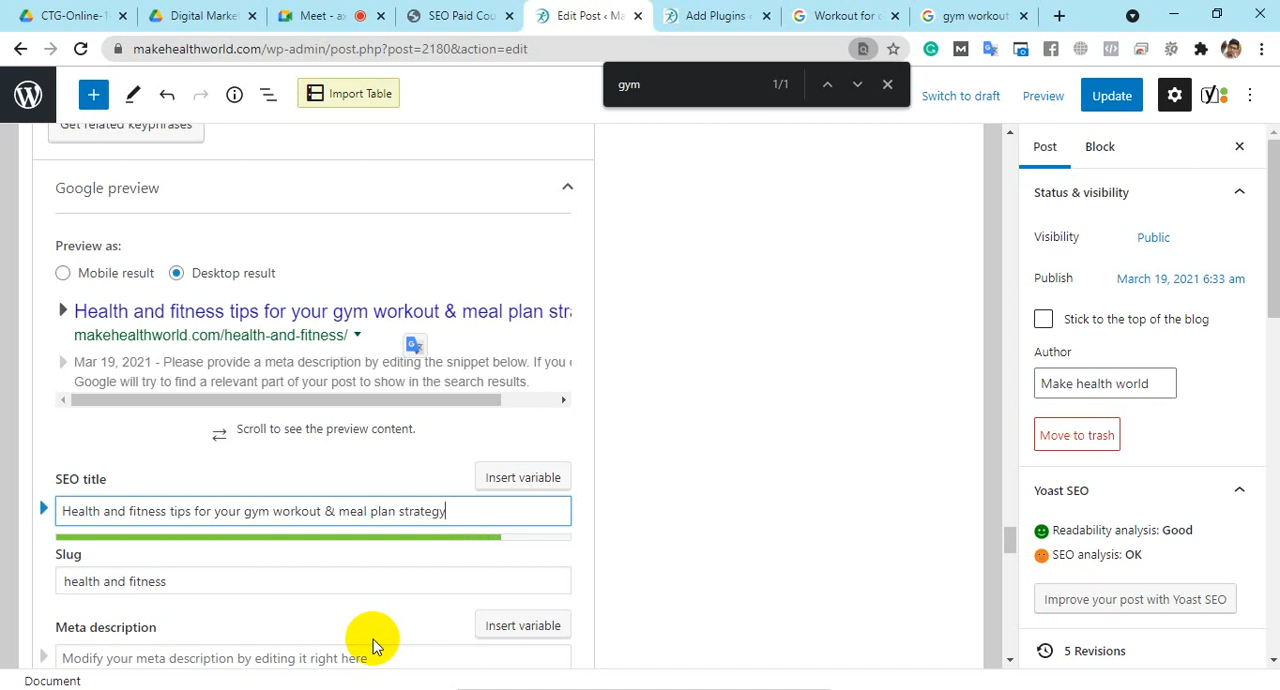 CTG-Online-
Digital Marke
Meet - ax
SEO Paid Cou
Edit Post ‹ Ma
Add Plugins ‹
Workout for
gym workout
makehealthworld.com/wp-admin/post.php?post=2180&action=edit
gym 1/1
Import Table
Switch to draft
Preview
Update
Get related keyphrases
Google preview
Preview as:
Mobile result
Desktop result
Health and fitness tips for your gym workout & meal plan str
makehealthworld.com/health-and-fitness/
Mar 19, 2021 - Please provide a meta description by editing the snippet below. If you
Google will try to find a relevant part of your post to show in the search results.
Scroll to see the preview content.
SEO title
Insert variable
Health and fitness tips for your gym workout & meal plan strategy
Slug
health and fitness
Meta description
Insert variable
Modify your meta description by editing it right here
Document
Post
Block
Status & visibility
Visibility
Public
Publish
March 19, 2021 6:33 am
Stick to the top of the blog
Author
Make health world
Move to trash
Yoast SEO
Readability analysis: Good
SEO analysis: OK
Improve your post with Yoast SEO
5 Revisions